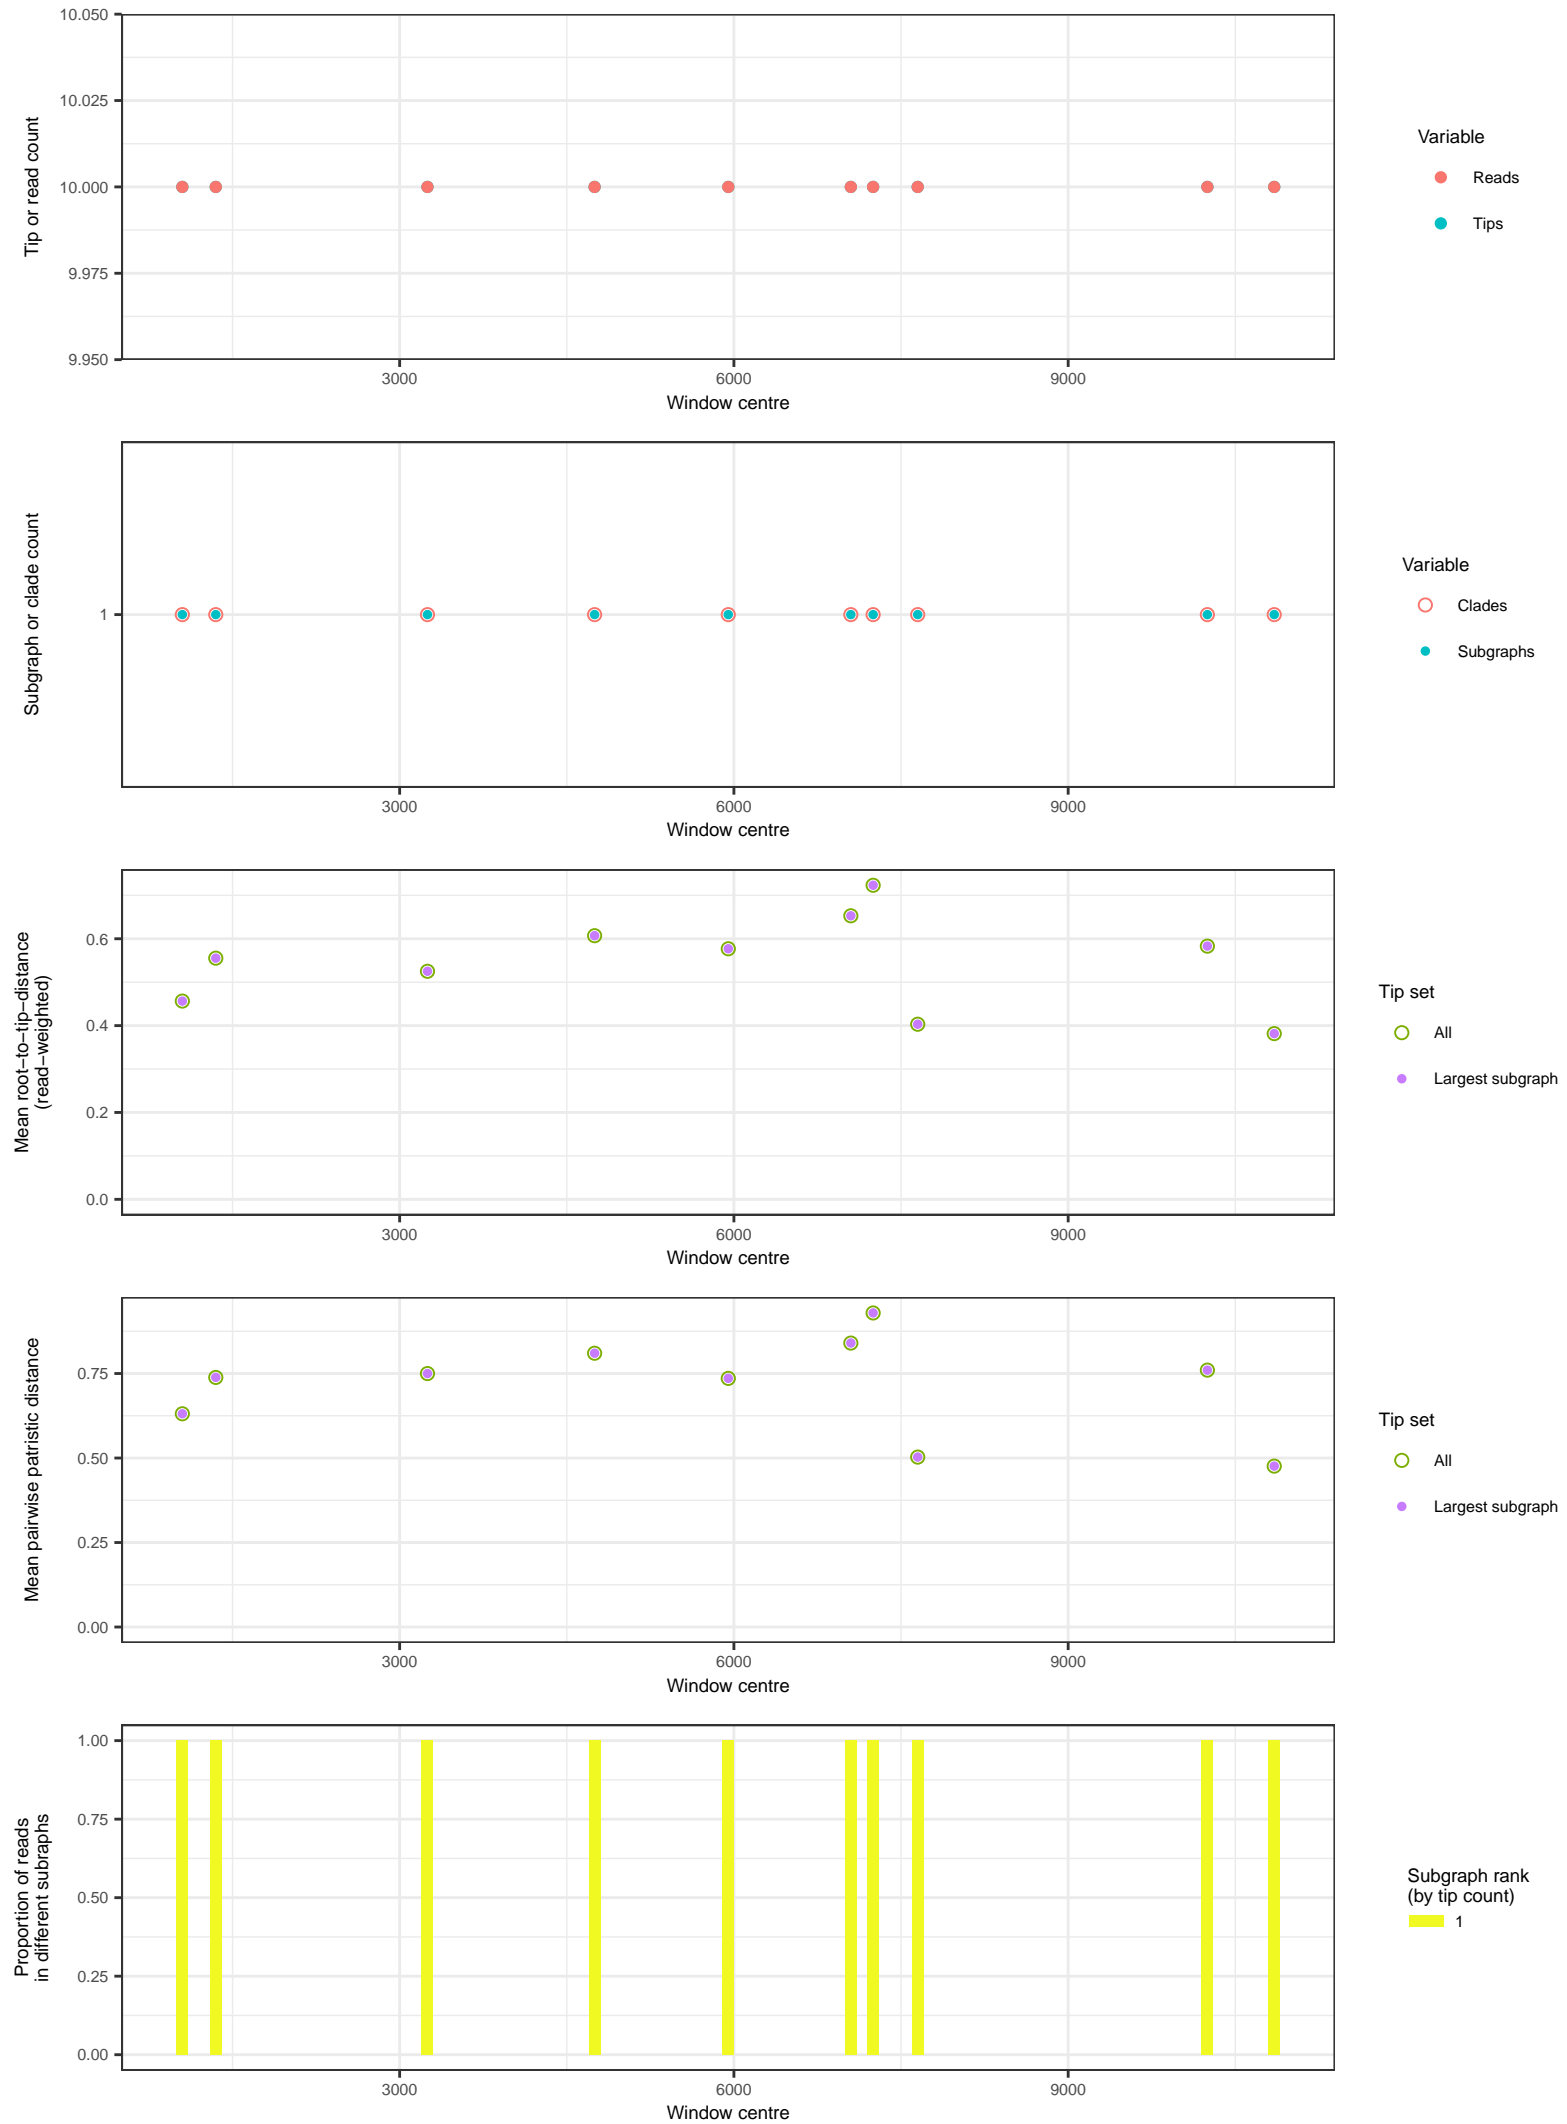 10.050
10.025
10.000
9.975
9.950
Tip or read count
3000
6000
9000
Window centre
Variable
Reads
Tips
1
Subgraph or clade count
3000
6000
9000
Window centre
Variable
Clades
Subgraphs
0.6
0.4
0.2
0.0
Mean root−to−tip−distance
(read−weighted)
3000
6000
9000
Window centre
Tip set
All
Largest subgraph
0.75
0.50
0.25
0.00
Mean pairwise patristic distance
3000
6000
9000
Window centre
Tip set
All
Largest subgraph
1.00
0.75
0.50
0.25
0.00
Proportion of reads
in different subraphs
3000
6000
9000
Window centre
Subgraph rank
(by tip count)
1